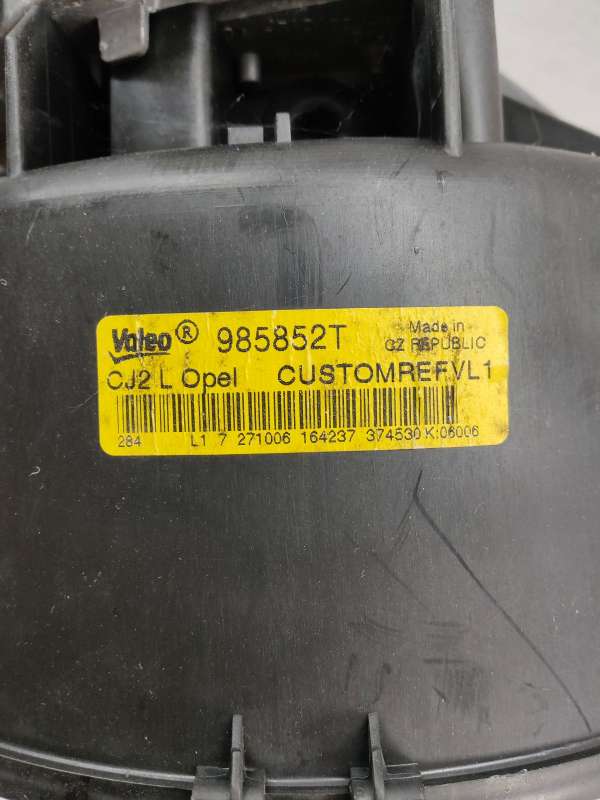 Valeo® 985852T Made in
CZ REPUBLIC
CJ2 L Opel CUSTOMREFVL1
284 L1 7 271006 164237 374530 K:06006